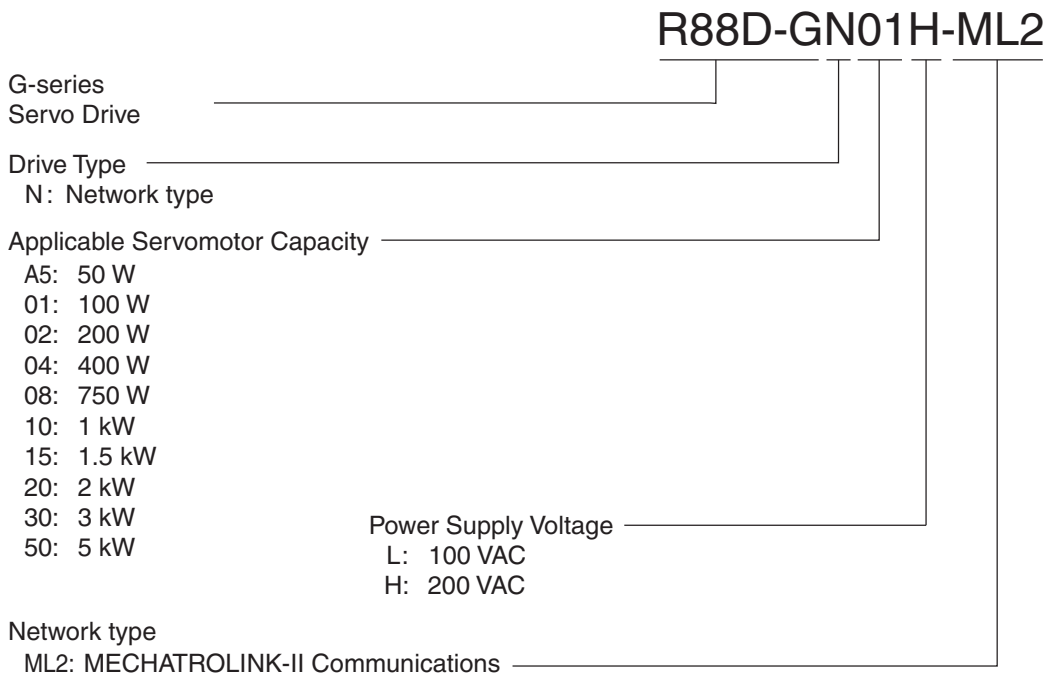 R88D-GN01H-ML2
G-series
Servo Drive
Drive Type
N: Network type
Applicable Servomotor Capacity
A5: 50 W
01: 100 W
02: 200 W
04: 400 W
08: 750 W
10: 1 kW
15: 1.5 kW
20: 2 kW
30: 3 kW
50: 5 kW
Power Supply Voltage
L: 100 VAC
H: 200 VAC
Network type
ML2: MECHATROLINK-II Communications